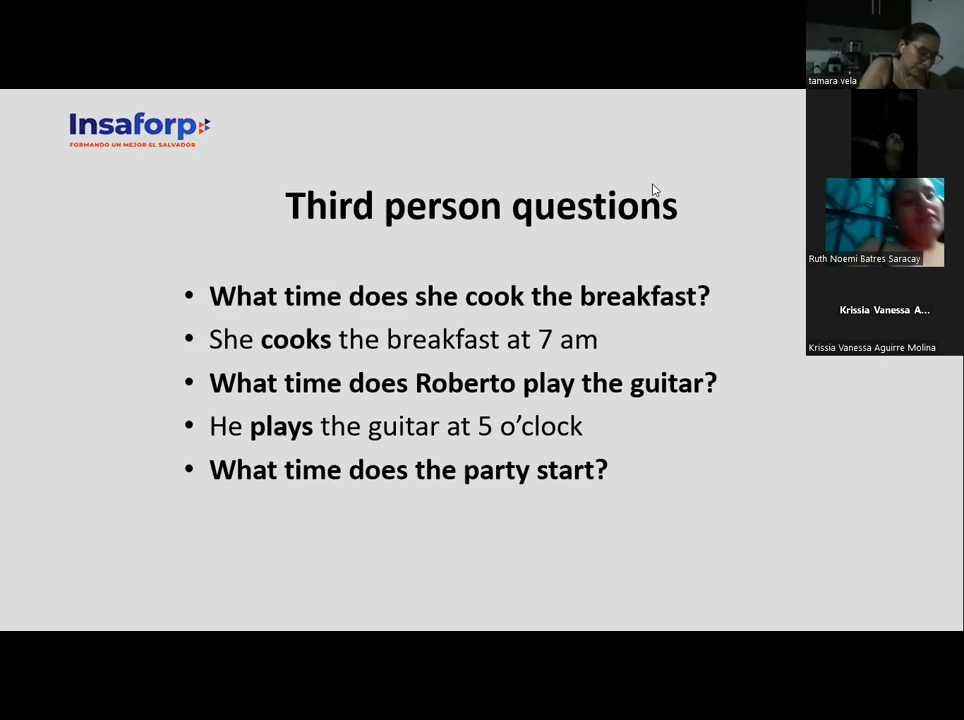 Insaforp
FORMANDO UN MEJOR EL SALVADOR
Third person questions
• What time does she cook the breakfast?
• She cooks the breakfast at 7 am
• What time does Roberto play the guitar?
• He plays the guitar at 5 o’clock
• What time does the party start?
tamara vela
Ruth Noemi Batres Saracay
Krissia Vanessa A...
Krissia Vanessa Aguirre Molina